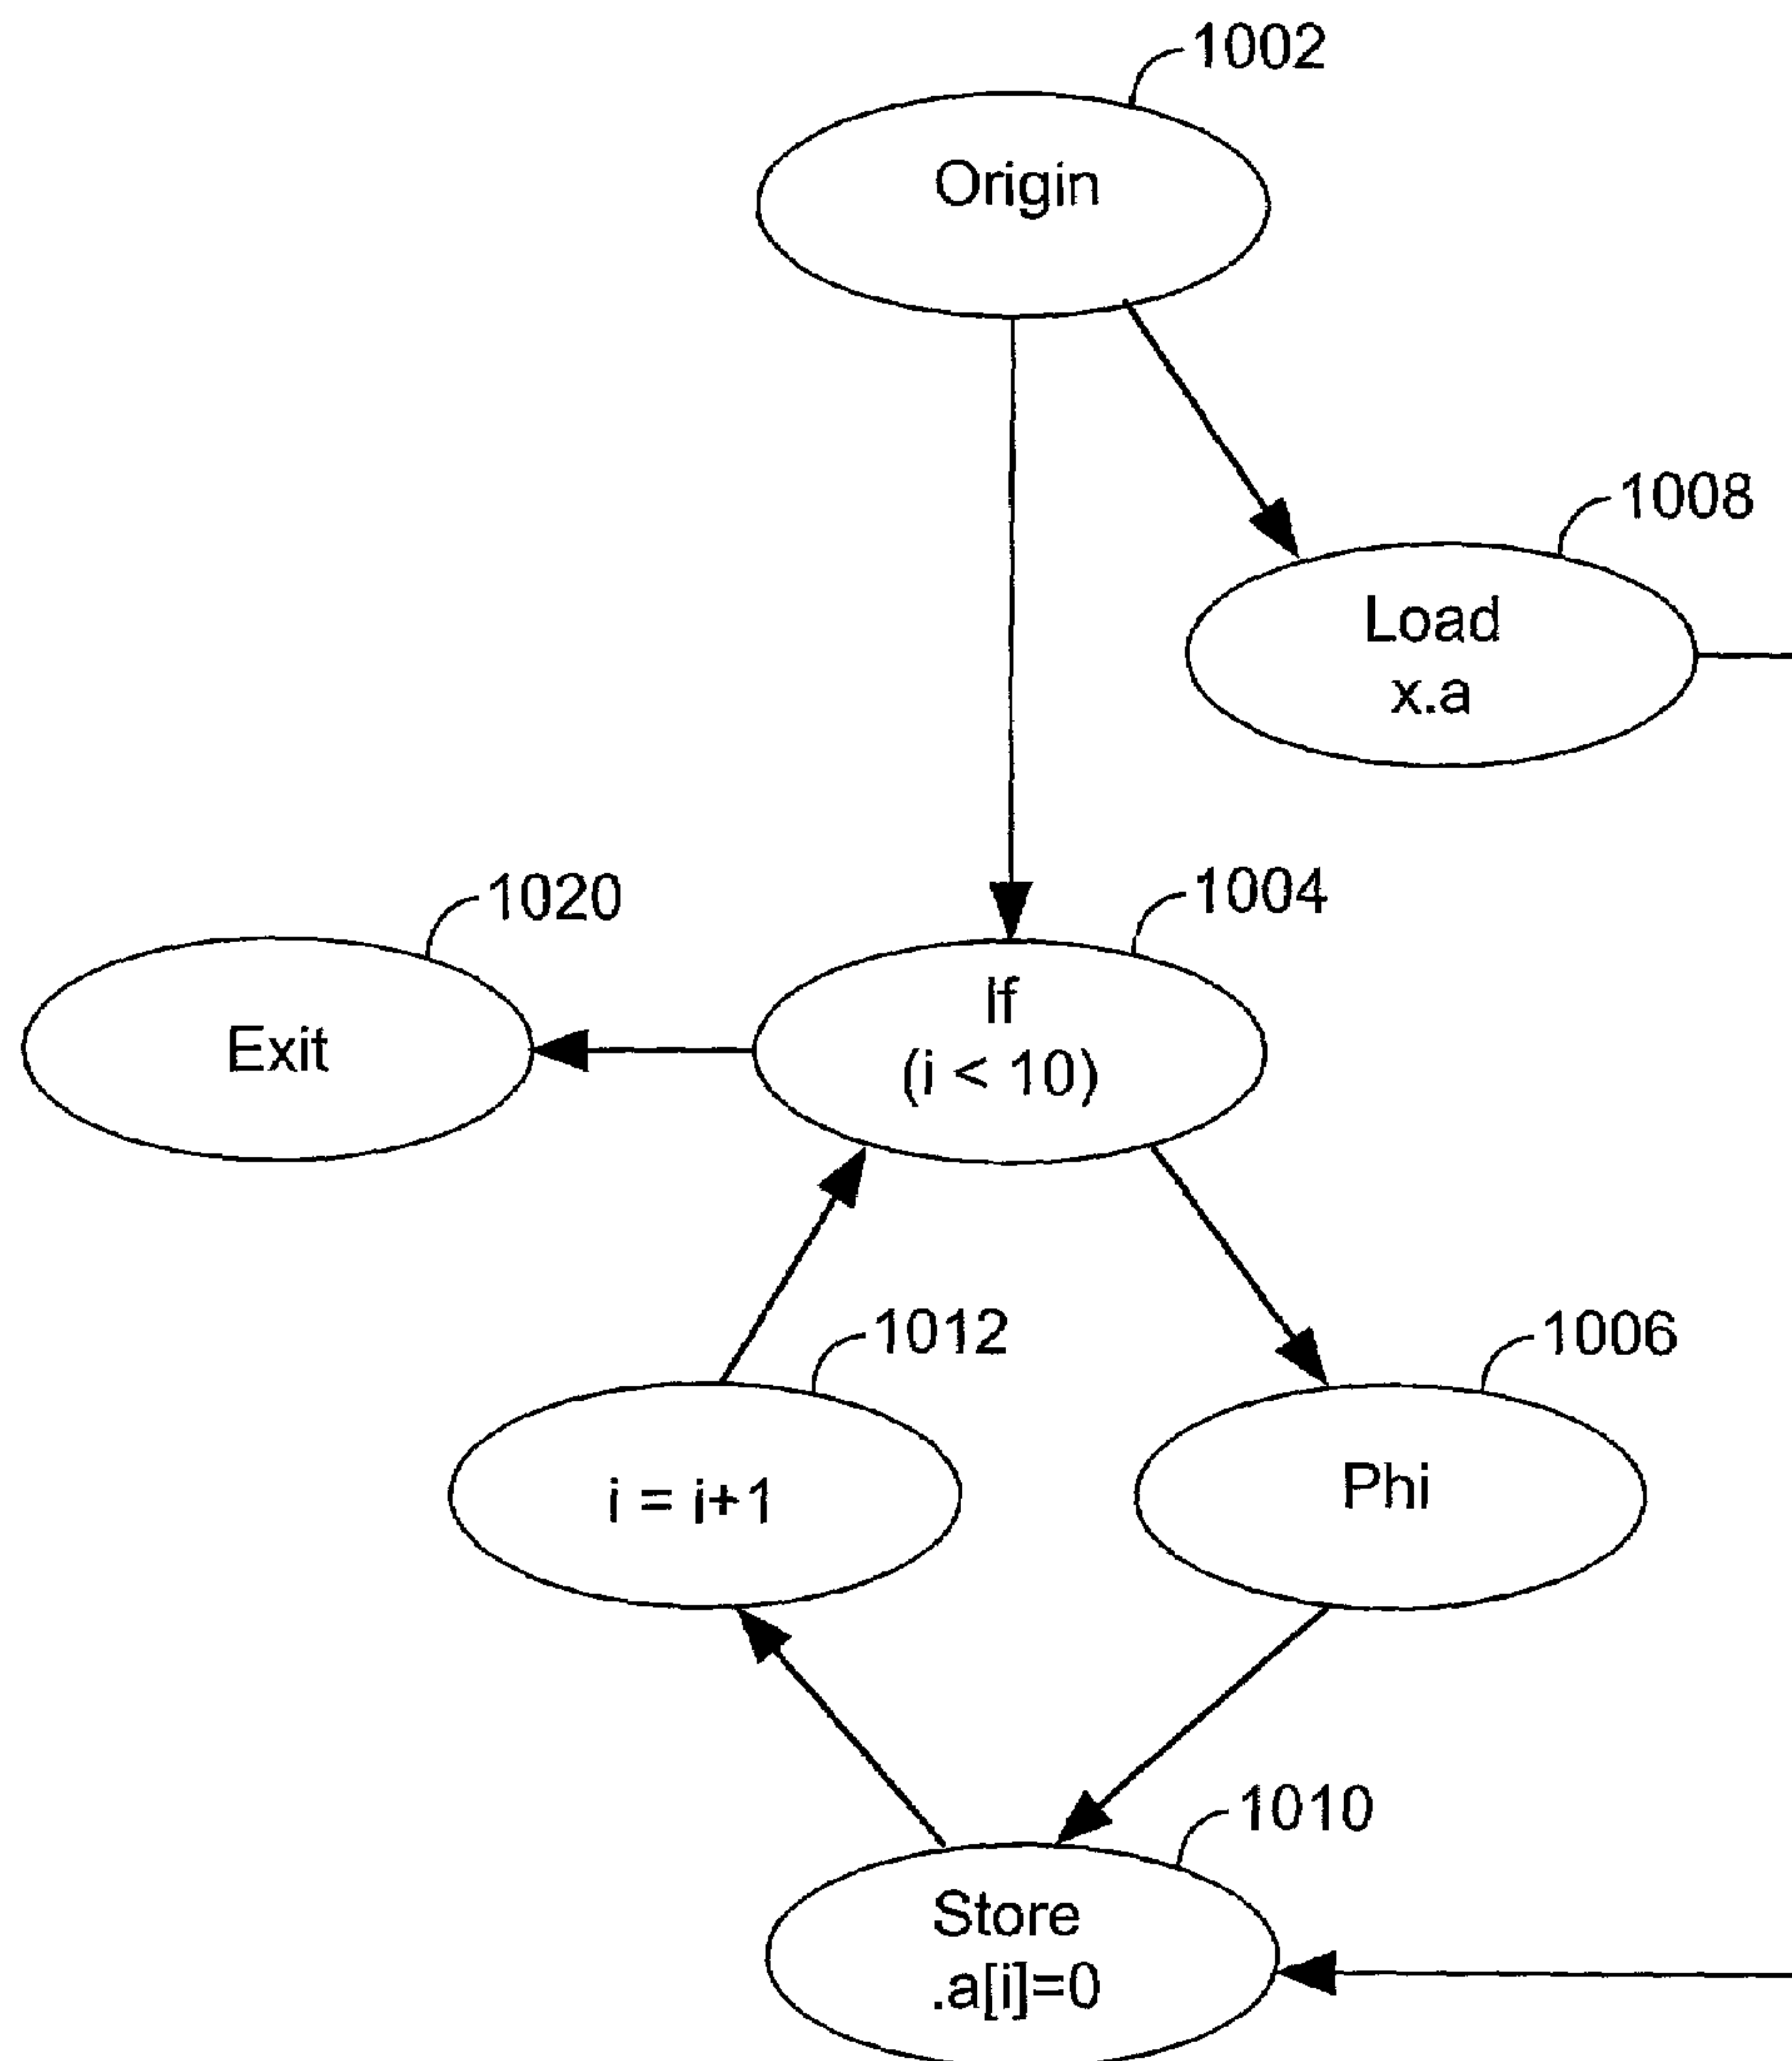 1002
Origin
1008
Load
x.a
1020
1004
Exit
If
(i < 10)
1012
1006
i = i+1
Phi
1010
Store
.a[i]=0